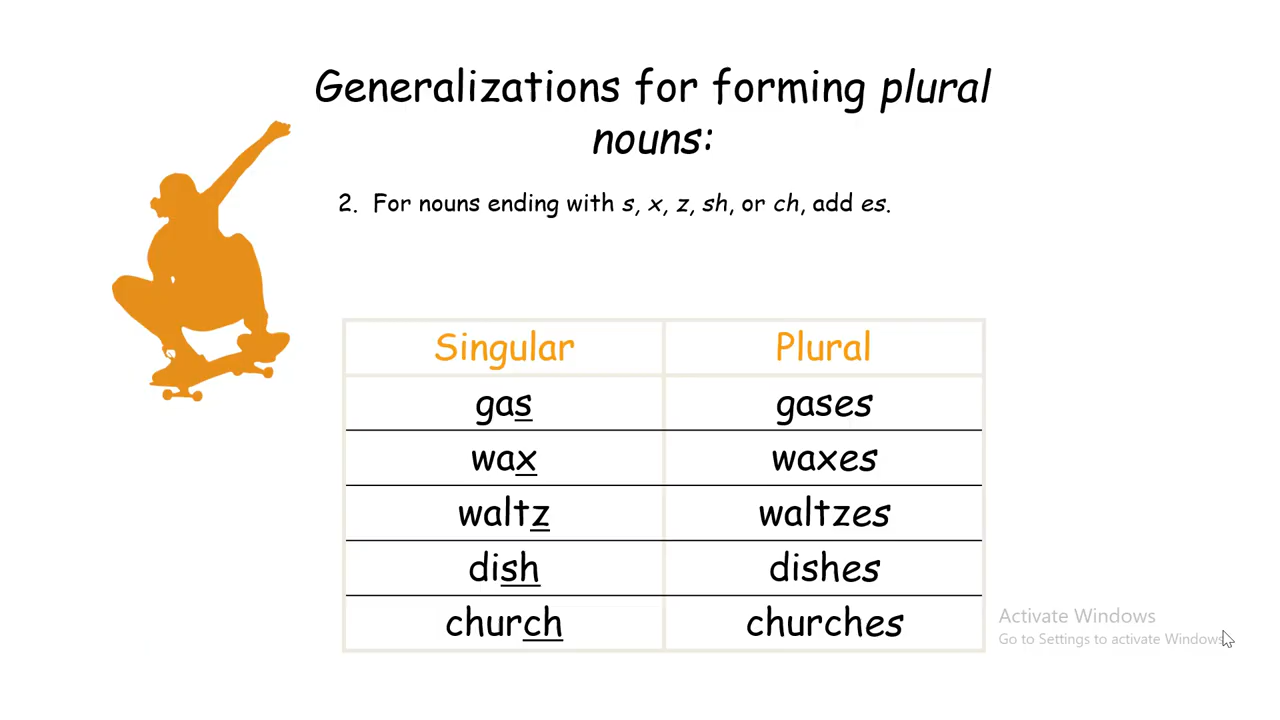 Generalizations for forming plural
nouns:
2. For nouns ending with s, x, z, sh, or ch, add es.
Singular Plural
gas gases
wax waxes
waltz waltzes
dish dishes
church churches
Activate Windows
Go to Settings to activate Windows.